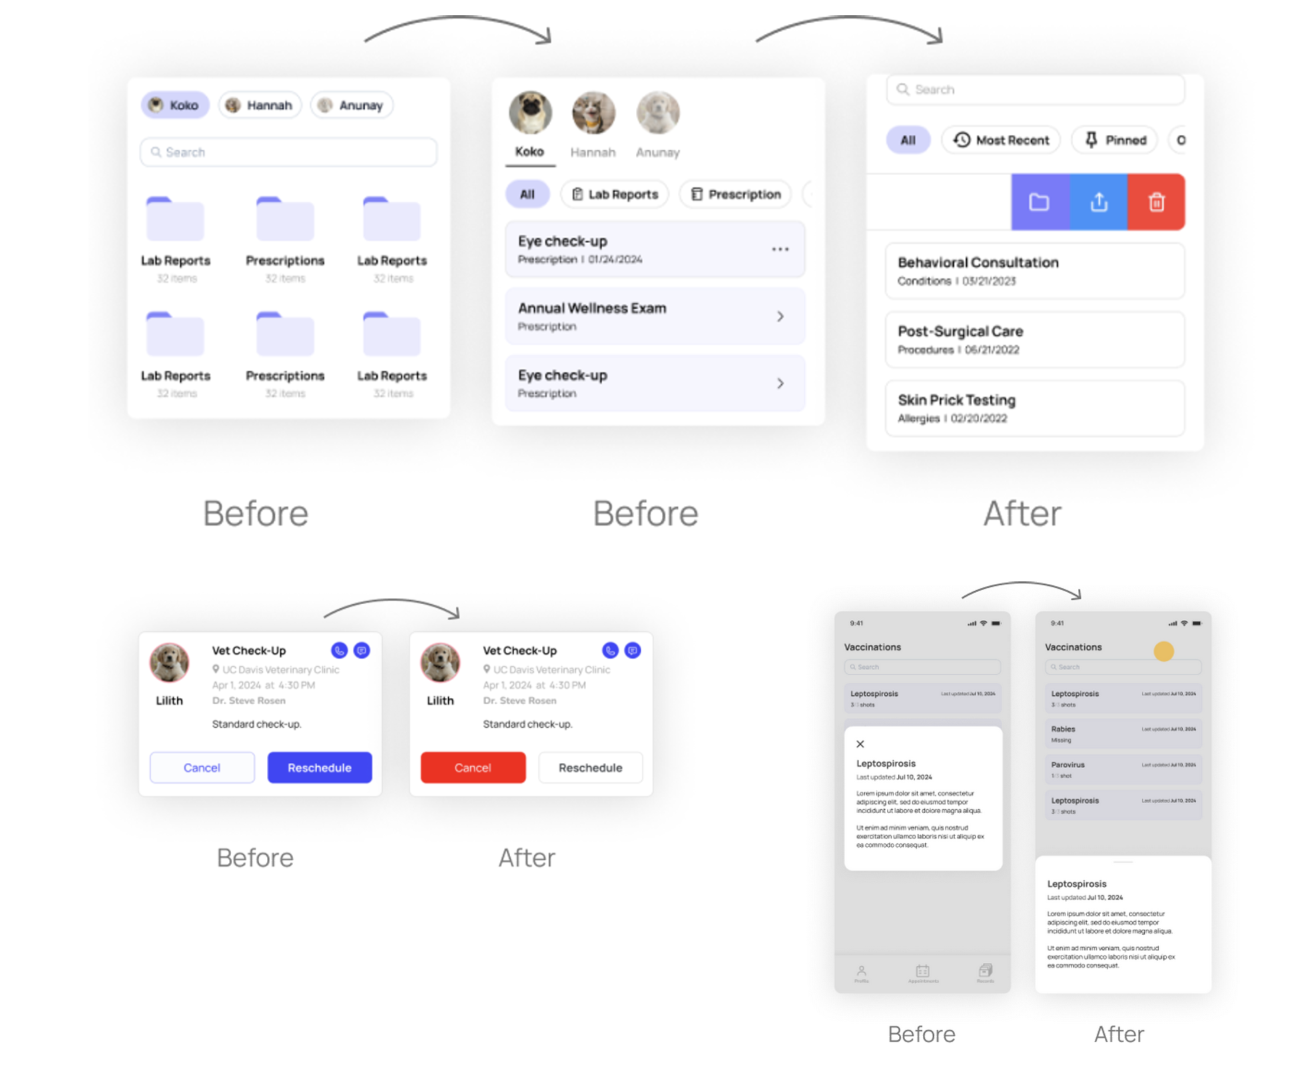 Koko Hannah Anunay
Search
Lab Reports Prescriptions Lab Reports
32 items 32 items 32 items
Lab Reports Prescriptions Lab Reports
32 items 32 items 32 items
Before
Koko Hannah Anunay
All Lab Reports Prescription
Eye check-up
Prescription | 01/24/2024
Annual Wellness Exam
Prescription
Eye check-up
Prescription
Before
Search
All Most Recent Pinned
Behavioral Consultation
Conditions | 03/21/2023
Post-Surgical Care
Procedures | 06/21/2022
Skin Prick Testing
Allergies | 02/20/2022
After
Vet Check-Up
UC Davis Veterinary Clinic
Apr 1, 2024 at 4:30 PM
Lilith Dr. Steve Rosen
Standard check-up.
Cancel Reschedule
Before
Vet Check-Up
UC Davis Veterinary Clinic
Apr 1, 2024 at 4:30 PM
Lilith Dr. Steve Rosen
Standard check-up.
Cancel Reschedule
After
9:41
Vaccinations
Search
Leptospirosis Last updated Jul 10, 2024
shots
Leptospirosis
Last updated Jul 10, 2024
Lorem ipsum dolor sit amet, consectetur
adipiscing elit, sed do eiusmod tempor
incididunt ut labore et dolore magna aliqua.
Ut enim ad minim veniam, quis nostrud
exercitation ullamco laboris nisi ut aliquip ex
ea commodo consequat.
Profile Appointments Records
Before
9:41
Vaccinations
Search
Leptospirosis Last updated Jul 10, 2024
shots
Rabies Last updated Jul 10, 2024
Missing
Parovirus Last updated Jul 10, 2024
shot
Leptospirosis Last updated Jul 10, 2024
shots
Leptospirosis
Last updated Jul 10, 2024
Lorem ipsum dolor sit amet, consectetur
adipiscing elit, sed do eiusmod tempor
incididunt ut labore et dolore magna aliqua.
Ut enim ad minim veniam, quis nostrud
exercitation ullamco laboris nisi ut aliquip ex
ea commodo consequat.
After